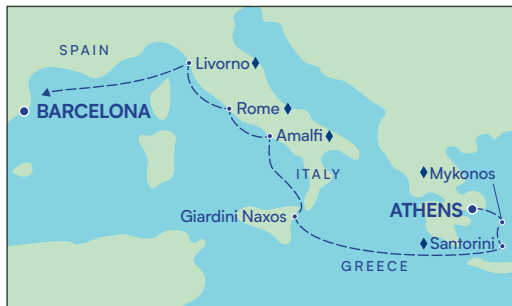 SPAIN
Livorno
BARCELONA
Rome
Amalfi
ITALY
Mykonos
Giardini Naxos
ATHENS
Santorini
GREECE